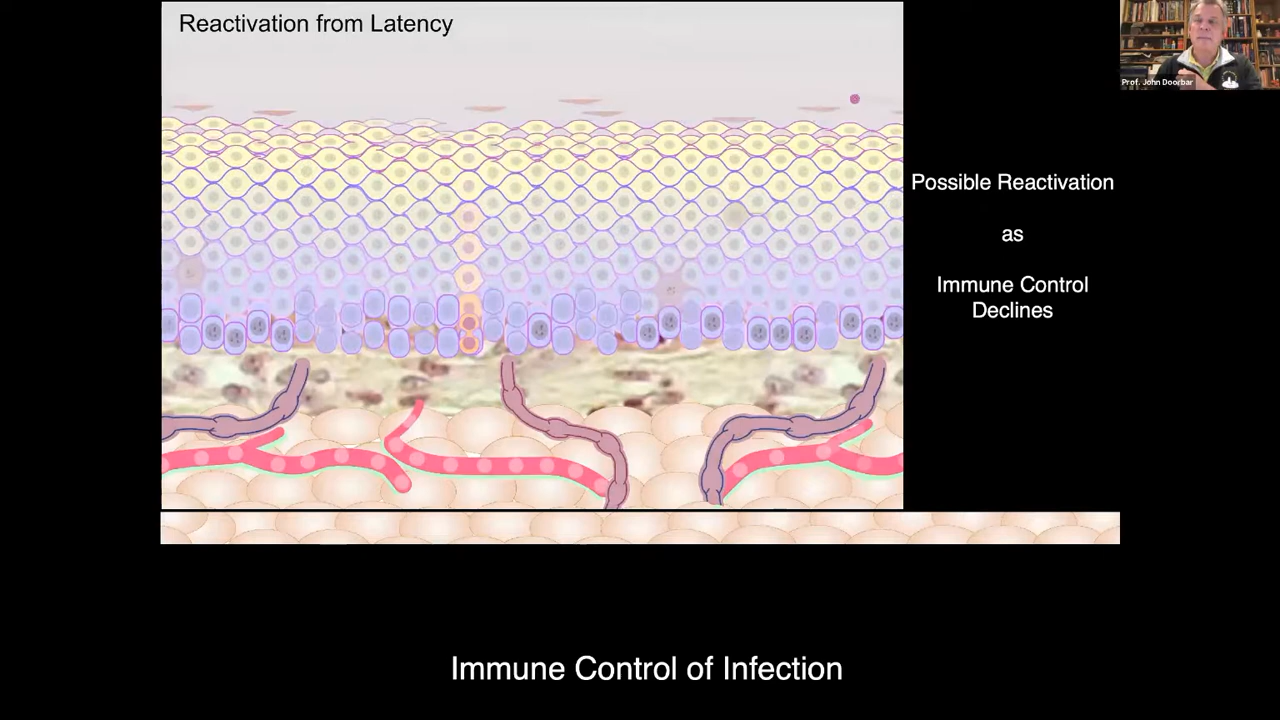 Reactivation from Latency
Prof. John Doorbar
Possible Reactivation
as
Immune Control
Declines
Immune Control of Infection